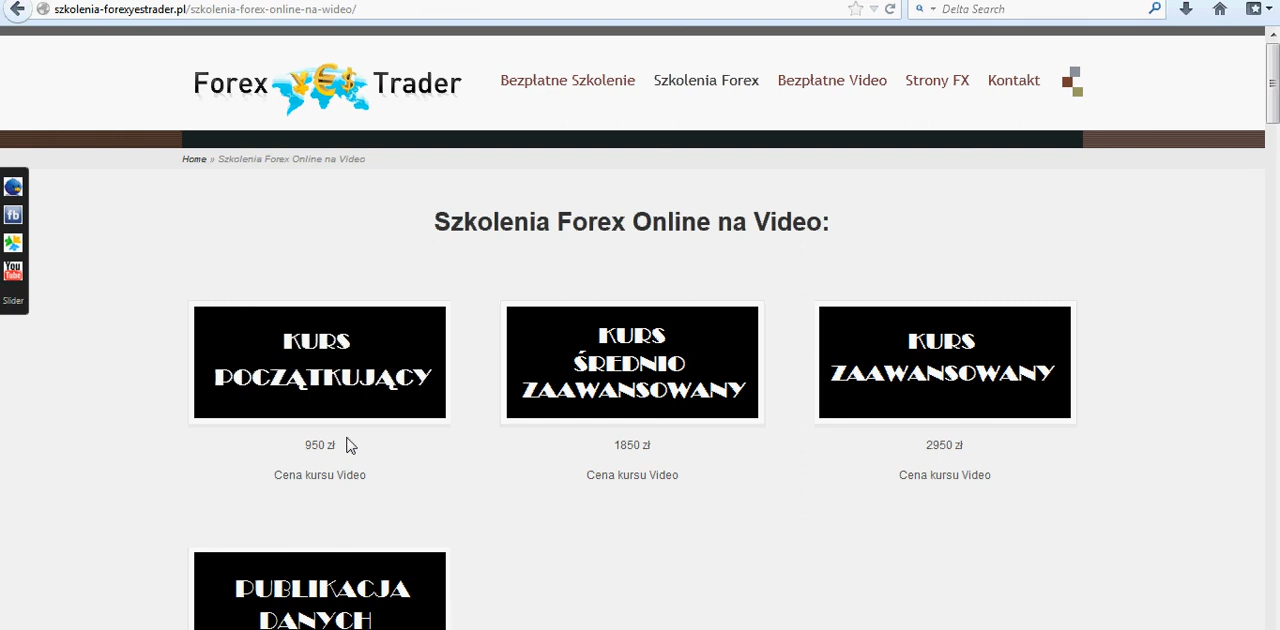 szkolenia-forexyestrader.pl/szkolenia-forex-online-na-wideo/
Delta Search
Forex Trader
Bezpłatne Szkolenie
Szkolenia Forex
Bezpłatne Video
Strony FX
Kontakt
Home » Szkolenia Forex Online na Video
fb
You
Tube
Slider
Szkolenia Forex Online na Video:
KURS
POCZĄTKUJĄCY
950 zł
Cena kursu Video
KURS
ŚREDNIO
ZAAWANSOWANY
1850 zł
Cena kursu Video
KURS
ZAAWANSOWANY
2950 zł
Cena kursu Video
PUBLIKACJA
DANYCH